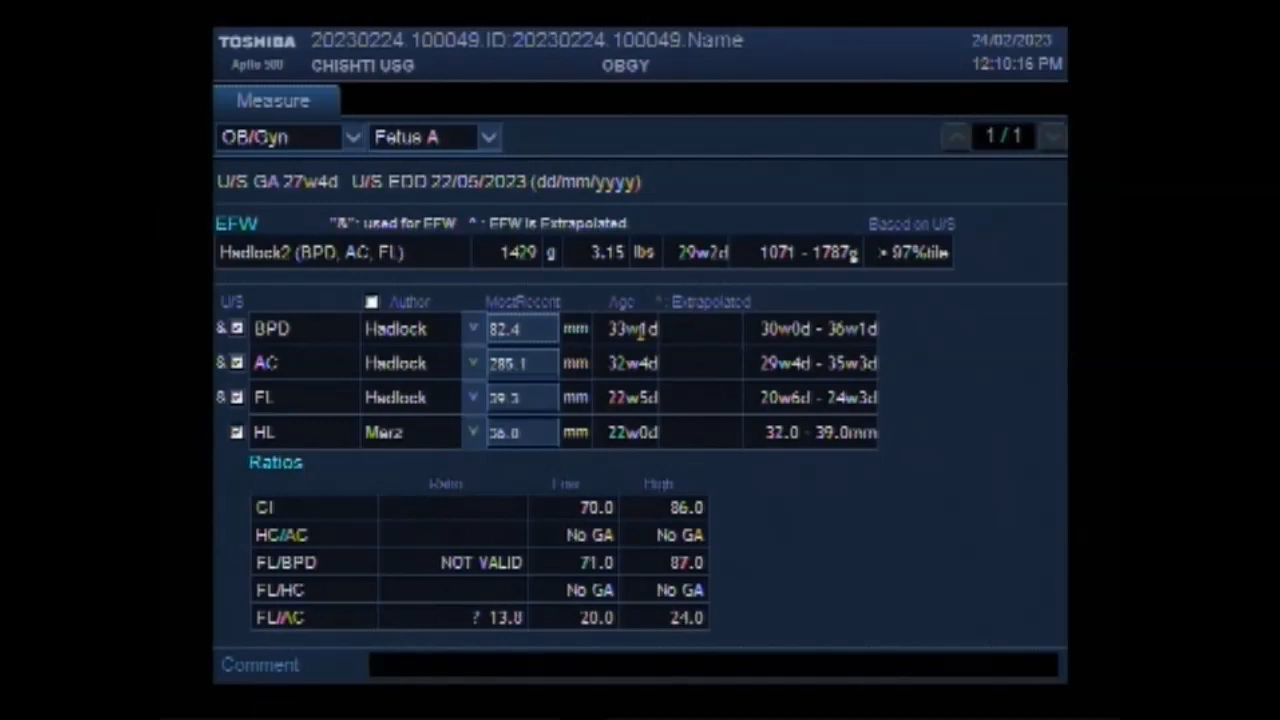 TOSHIBA 20230224.100049.ID:20230224.100049.Name 24/02/2023
Aplio 500 CHISHTI USG OBGY 12:10:16 PM
Measure
OB/Gyn Fetus A 1 / 1
U/S GA 27w4d U/S EDD 22/05/2023 (dd/mm/yyyy)
EFW "&": used for EFW ^ : EFW is Extrapolated Based on U/S
Hadlock2 (BPD, AC, FL) 1429 g 3.15 lbs 29w2d 1071 - 1787g > 97%tile
U/S Author MostRecent Age ^ : Extrapolated
& BPD Hadlock 82.4 mm 33w1d 30w0d - 36w1d
& AC Hadlock 285.1 mm 32w4d 29w4d - 35w3d
& FL Hadlock 39.3 mm 22w5d 20w6d - 24w3d
HL Merz 36.0 mm 22w0d 32.0 - 39.0mm
Ratios
Ratio Low High
CI 70.0 86.0
HC/AC No GA No GA
FL/BPD NOT VALID 71.0 87.0
FL/HC No GA No GA
FL/AC ? 13.8 20.0 24.0
Comment